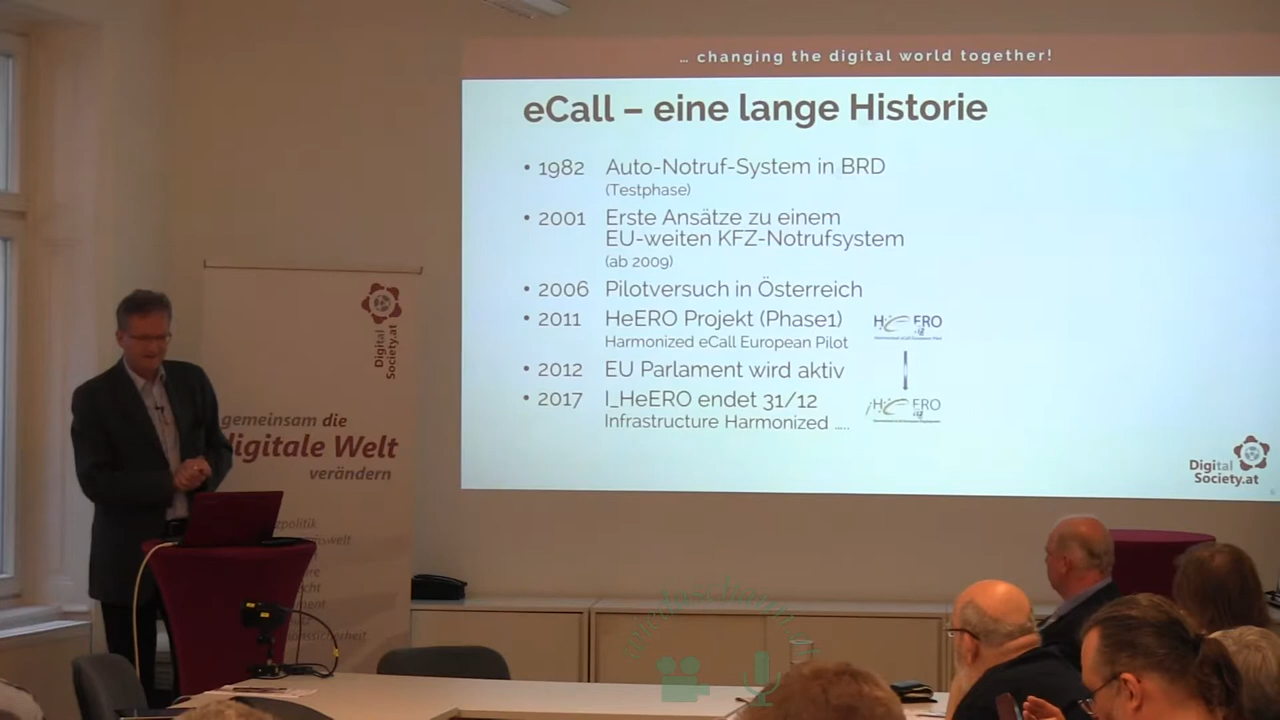 … changing the digital world together!
eCall – eine lange Historie
• 1982 Auto-Notruf-System in BRD
(Testphase)
• 2001 Erste Ansätze zu einem
EU-weiten KFZ-Notrufsystem
(ab 2009)
• 2006 Pilotversuch in Österreich
• 2011 HeERO Projekt (Phase1)
Harmonized eCall European Pilot
• 2012 EU Parlament wird aktiv
• 2017 I_HeERO endet 31/12
Infrastructure Harmonized .....
HeERO
HeERO
Digital
Society.at
Digital
Society.at
gemeinsam die
digitale Welt
verändern